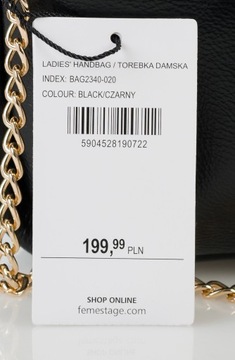 LADIES' HANDBAG / TOREBKA DAMSKA
INDEX: BAG2340-020
COLOUR: BLACK/CZARNY
5904528190722
199,99 PLN
SHOP ONLINE
femestage.com/